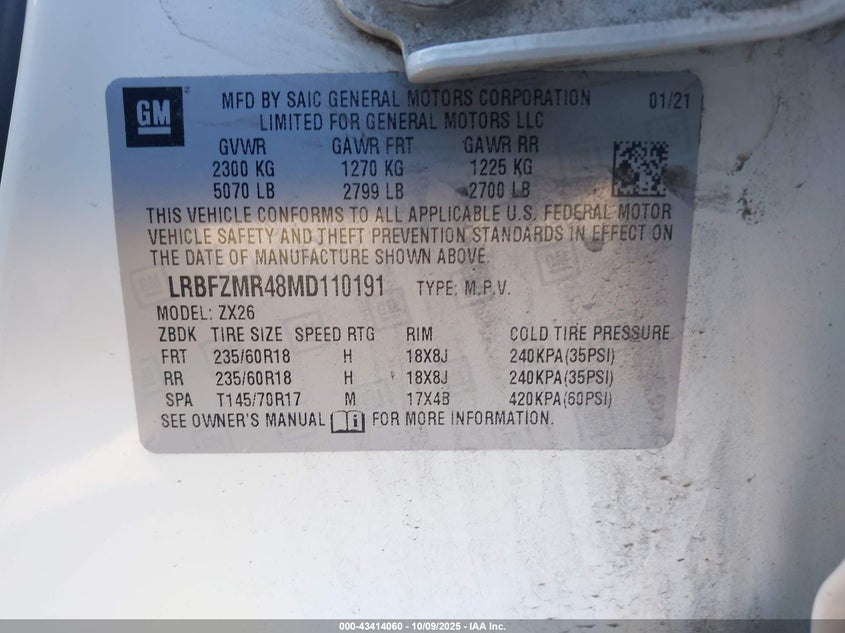 GM
MFD BY SAIC GENERAL MOTORS CORPORATION 01/21
LIMITED FOR GENERAL MOTORS LLC
GVWR GAWR FRT GAWR RR
2300 KG 1270 KG 1225 KG
5070 LB 2799 LB 2700 LB
THIS VEHICLE CONFORMS TO ALL APPLICABLE U.S. FEDERAL MOTOR
VEHICLE SAFETY AND THEFT PREVENTION STANDARDS IN EFFECT ON
THE DATE OF MANUFACTURE SHOWN ABOVE.
LRBFZMR48MD110191 TYPE: M.P.V.
MODEL: ZX26
ZBDK TIRE SIZE SPEED RTG RIM COLD TIRE PRESSURE
FRT 235/60R18 H 18X8J 240KPA(35PSI)
RR 235/60R18 H 18X8J 240KPA(35PSI)
SPA T145/70R17 M 17X4B 420KPA(60PSI)
SEE OWNER'S MANUAL FOR MORE INFORMATION.
000-43414060 - 10/09/2025 - IAA Inc.